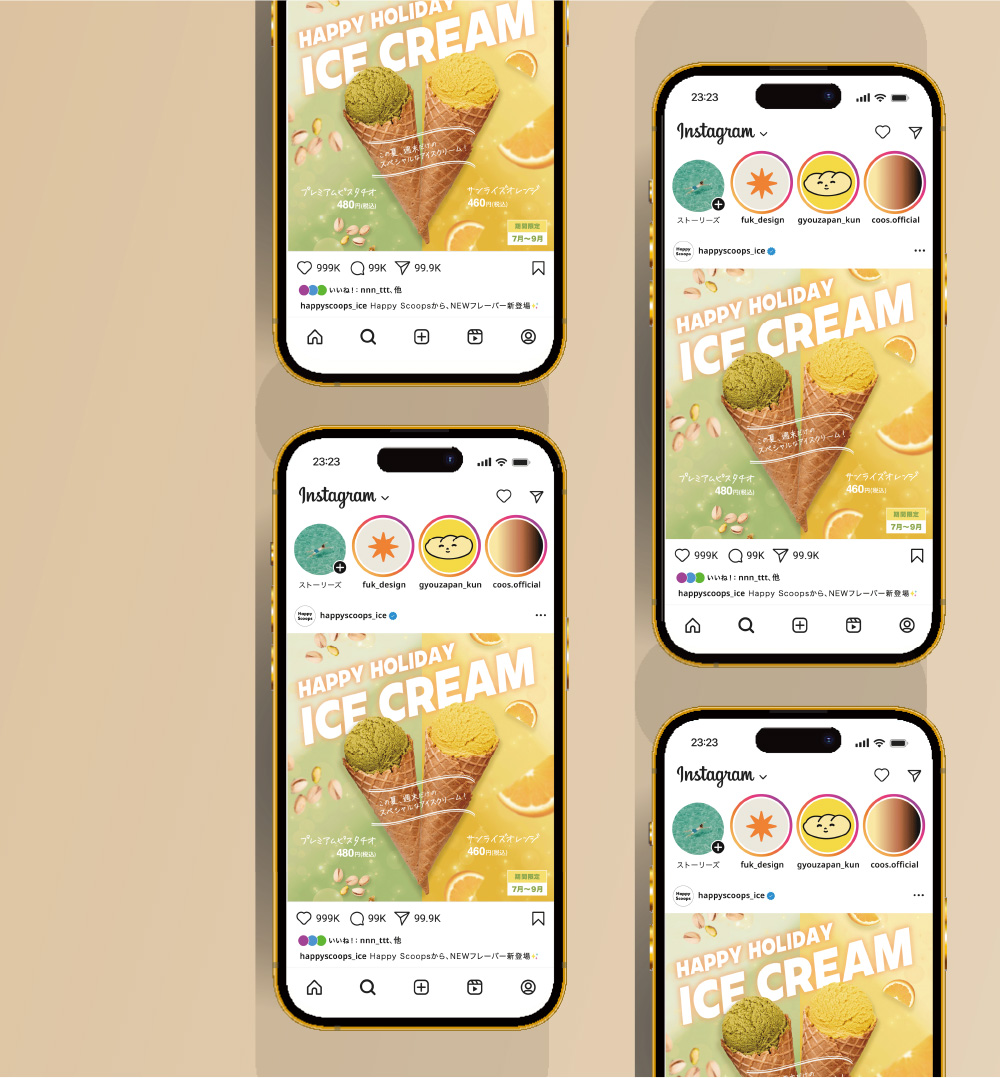 HAPPY HOLIDAY
ICE CREAM
この夏、週末だけの
スペシャルなアイスクリーム！
プレミアムピスタチオ
480円(税込)
サンライズオレンジ
460円(税込)
期間限定
7月〜9月
999K 99K 99.9K
いいね！: nnn_ttt、他
happyscoops_ice Happy Scoopsから、NEWフレーバー新登場✨
23:23
Instagram
ストーリーズ fuk_design gyouzapan_kun coos.official
Happy
Scoops
happyscoops_ice
HAPPY HOLIDAY
ICE CREAM
この夏、週末だけの
スペシャルなアイスクリーム！
プレミアムピスタチオ
480円(税込)
サンライズオレンジ
460円(税込)
期間限定
7月〜9月
999K 99K 99.9K
いいね！: nnn_ttt、他
happyscoops_ice Happy Scoopsから、NEWフレーバー新登場✨
23:23
Instagram
ストーリーズ fuk_design gyouzapan_kun coos.official
Happy
Scoops
happyscoops_ice
HAPPY HOLIDAY
ICE CREAM
この夏、週末だけの
スペシャルなアイスクリーム！
プレミアムピスタチオ
480円(税込)
サンライズオレンジ
460円(税込)
期間限定
7月〜9月
999K 99K 99.9K
いいね！: nnn_ttt、他
happyscoops_ice Happy Scoopsから、NEWフレーバー新登場✨
23:23
Instagram
ストーリーズ fuk_design gyouzapan_kun coos.official
Happy
Scoops
happyscoops_ice
HAPPY HOLIDAY
ICE CREAM